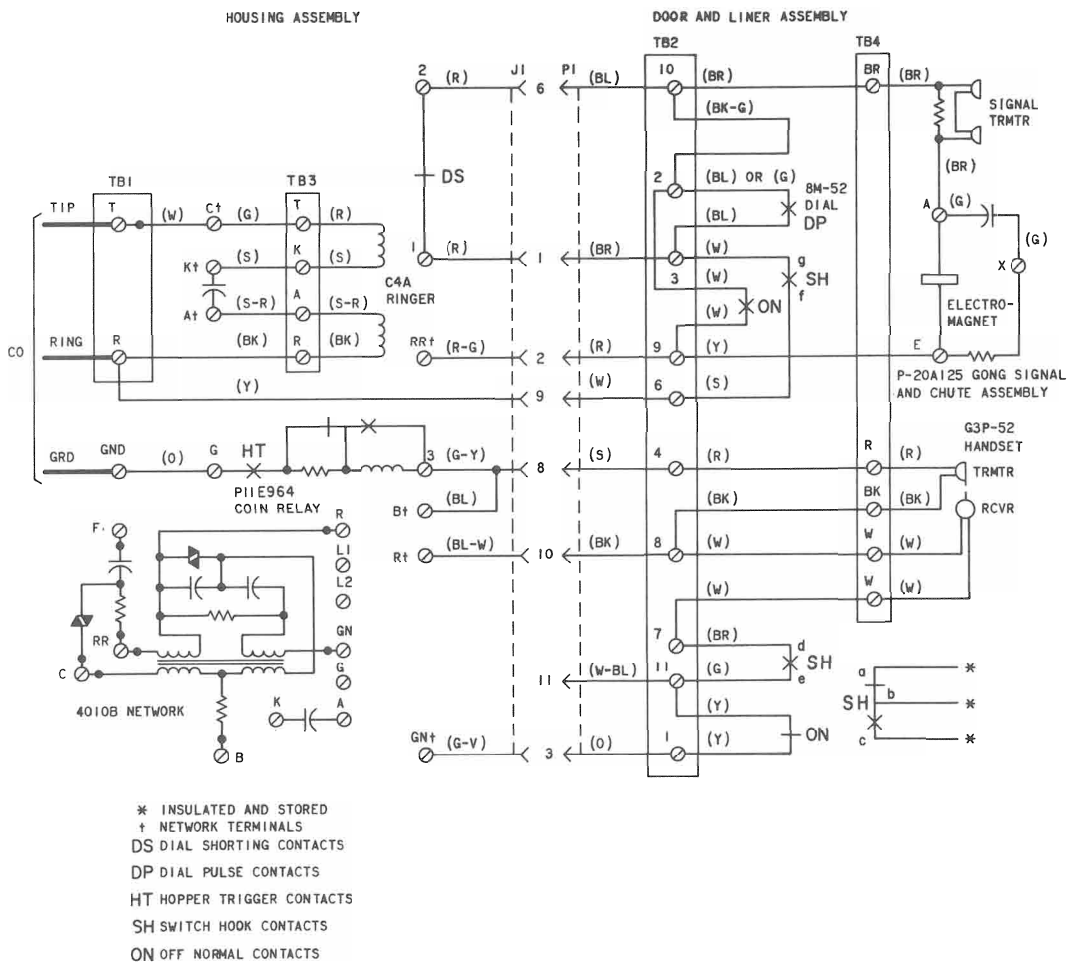 HOUSING ASSEMBLY
DOOR AND LINER ASSEMBLY
TB2
TB4
2 (R) J1 6 P1 (BL) 10 (BR) BR (BR)
SIGNAL
TRMTR
(BK-G)
(BR)
DS
2 (BL) OR (G)
8M-52
DIAL
DP
(BL)
A (G)
(G)
X
TB1
TB3
TIP T (W) C† (G) T (R)
K† (S) K (S)
1 (R) 1 (BR) 3 (W)
g
SH
f
(W)
ON
(W)
C4A
RINGER
A† (S-R) A (S-R)
ELECTRO-
MAGNET
CO
RING R (BK) R (BK)
RR† (R-G) 2 (R) 9 (Y) E
(Y) 9 (W) 6 (S)
P-20A125 GONG SIGNAL
AND CHUTE ASSEMBLY
G3P-52
HANDSET
GRD GND (O) G HT 3 (G-Y) 8 (S) 4 (R) R (R)
TRMTR
P11E964
COIN RELAY
B† (BL)
(BK) BK (BK)
RCVR
R† (BL-W) 10 (BK) 8 (W) W (W)
(W) W (W)
F
R
L1
L2
RR
GN
C
G
K
A
B
4010B NETWORK
7 (BR) d
SH
11 (W-BL) 11 (G) e
(Y)
ON
GN† (G-V) 3 (O) 1 (Y)
a *
SH b *
c *
* INSULATED AND STORED
† NETWORK TERMINALS
DS DIAL SHORTING CONTACTS
DP DIAL PULSE CONTACTS
HT HOPPER TRIGGER CONTACTS
SH SWITCH HOOK CONTACTS
ON OFF NORMAL CONTACTS